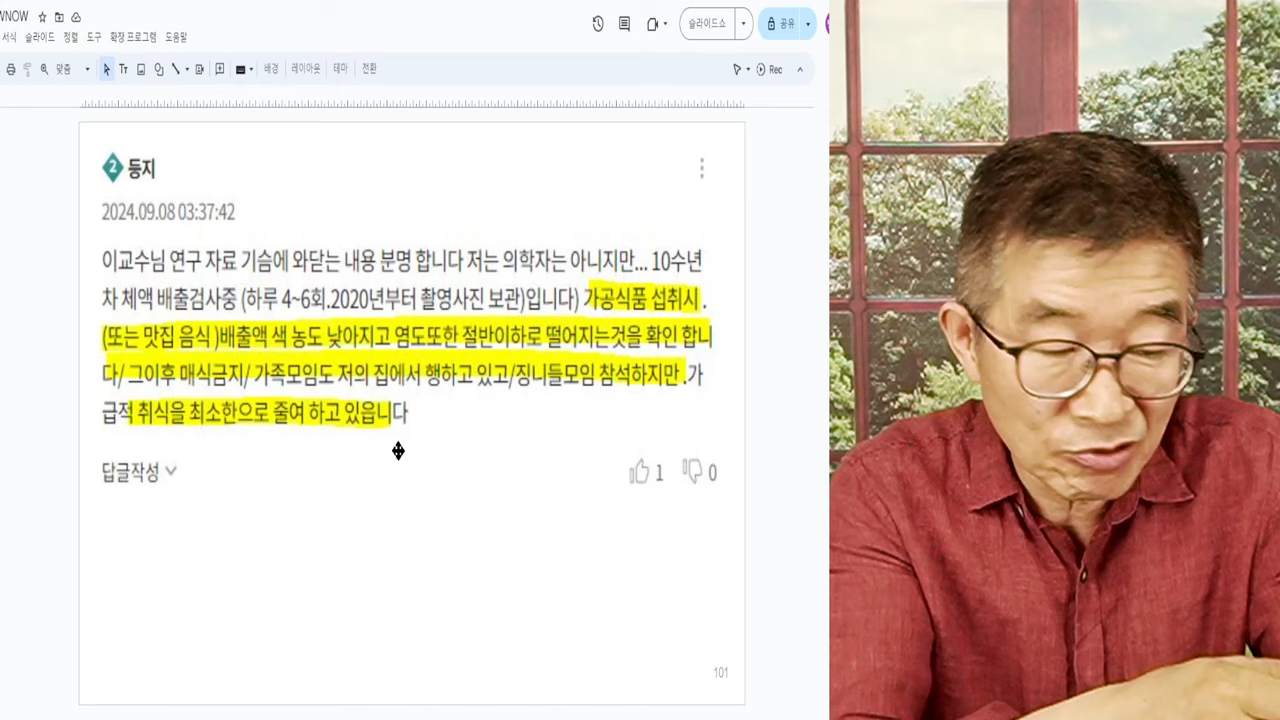 WNOW
서식 슬라이드 정렬 도구 확장 프로그램 도움말
슬라이드쇼
공유
맞춤
배경 레이아웃 테마 전환
Rec
2 등지
2024.09.08 03:37:42
이교수님 연구 자료 기슴에 와닫는 내용 분명 합니다 저는 의학자는 아니지만... 10수년
차 체액 배출검사중 (하루 4~6회.2020년부터 촬영사진 보관)입니다) 가공식품 섭취시 .
(또는 맛집 음식 )배출액 색 농도 낮아지고 염도또한 절반이하로 떨어지는것을 확인 합니
다/ 그이후 매식금지/ 가족모임도 저의 집에서 행하고 있고/징니들모임 참석하지만 .가
급적 취식을 최소한으로 줄여 하고 있읍니다
답글작성
1 0
101